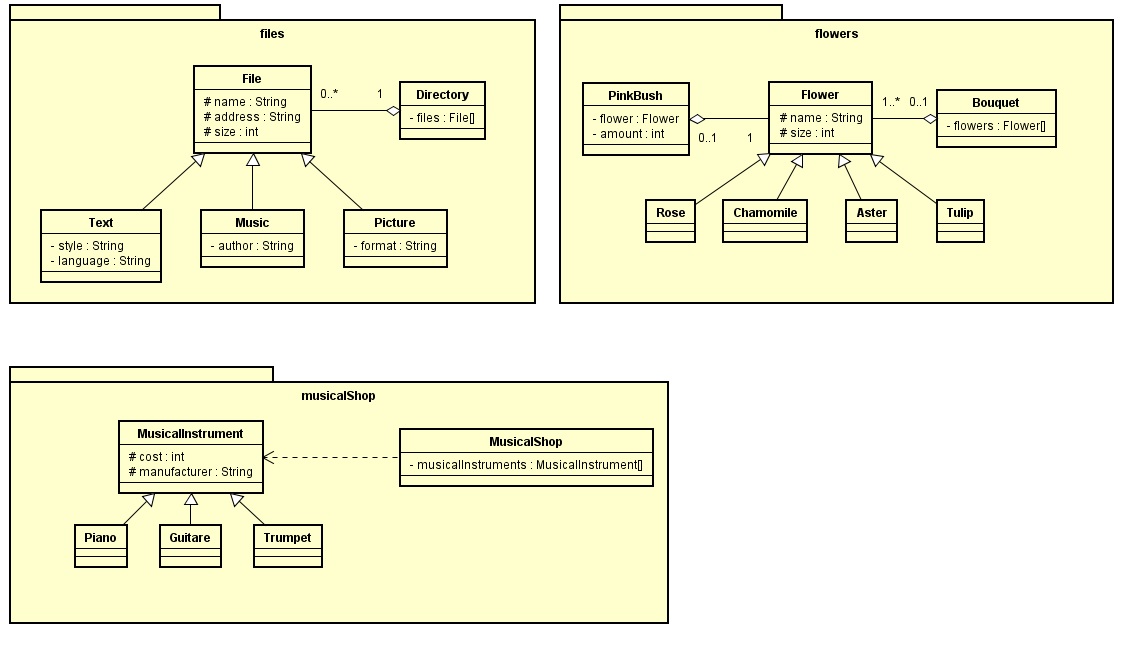 files
File
# name : String
# address : String
# size : int
0..*
1
Directory
- files : File[]
Text
- style : String
- language : String
Music
- author : String
Picture
- format : String
flowers
PinkBush
- flower : Flower
- amount : int
0..1
1
Flower
# name : String
# size : int
1..*
0..1
Bouquet
- flowers : Flower[]
Rose
Chamomile
Aster
Tulip
musicalShop
MusicalInstrument
# cost : int
# manufacturer : String
MusicalShop
- musicalInstruments : MusicalInstrument[]
Piano
Guitare
Trumpet